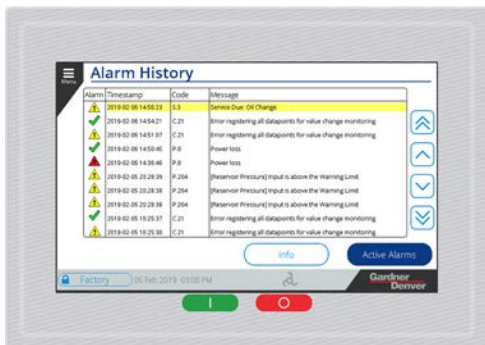 Menu
Alarm History
Alarm Timestamp Code Message
2019-02-06 14:58:23 S.3 Service Due: Oil Change
2019-02-06 14:54:21 C.21 Error registering all datapoints for value change monitoring
2019-02-06 14:51:07 C.21 Error registering all datapoints for value change monitoring
2019-02-06 14:50:45 P.0 Power loss
2019-02-06 14:38:46 P.0 Power loss
2019-02-05 20:28:39 P.204 [Reservoir Pressure] Input is above the Warning Limit
2019-02-05 20:28:38 P.204 [Reservoir Pressure] Input is above the Warning Limit
2019-02-05 20:28:38 P.204 [Reservoir Pressure] Input is above the Warning Limit
2019-02-05 19:25:37 C.21 Error registering all datapoints for value change monitoring
2019-02-05 19:25:30 C.21 Error registering all datapoints for value change monitoring
Info
Active Alarms
Factory
06 Feb 2019 03:00 PM
Gardner
Denver